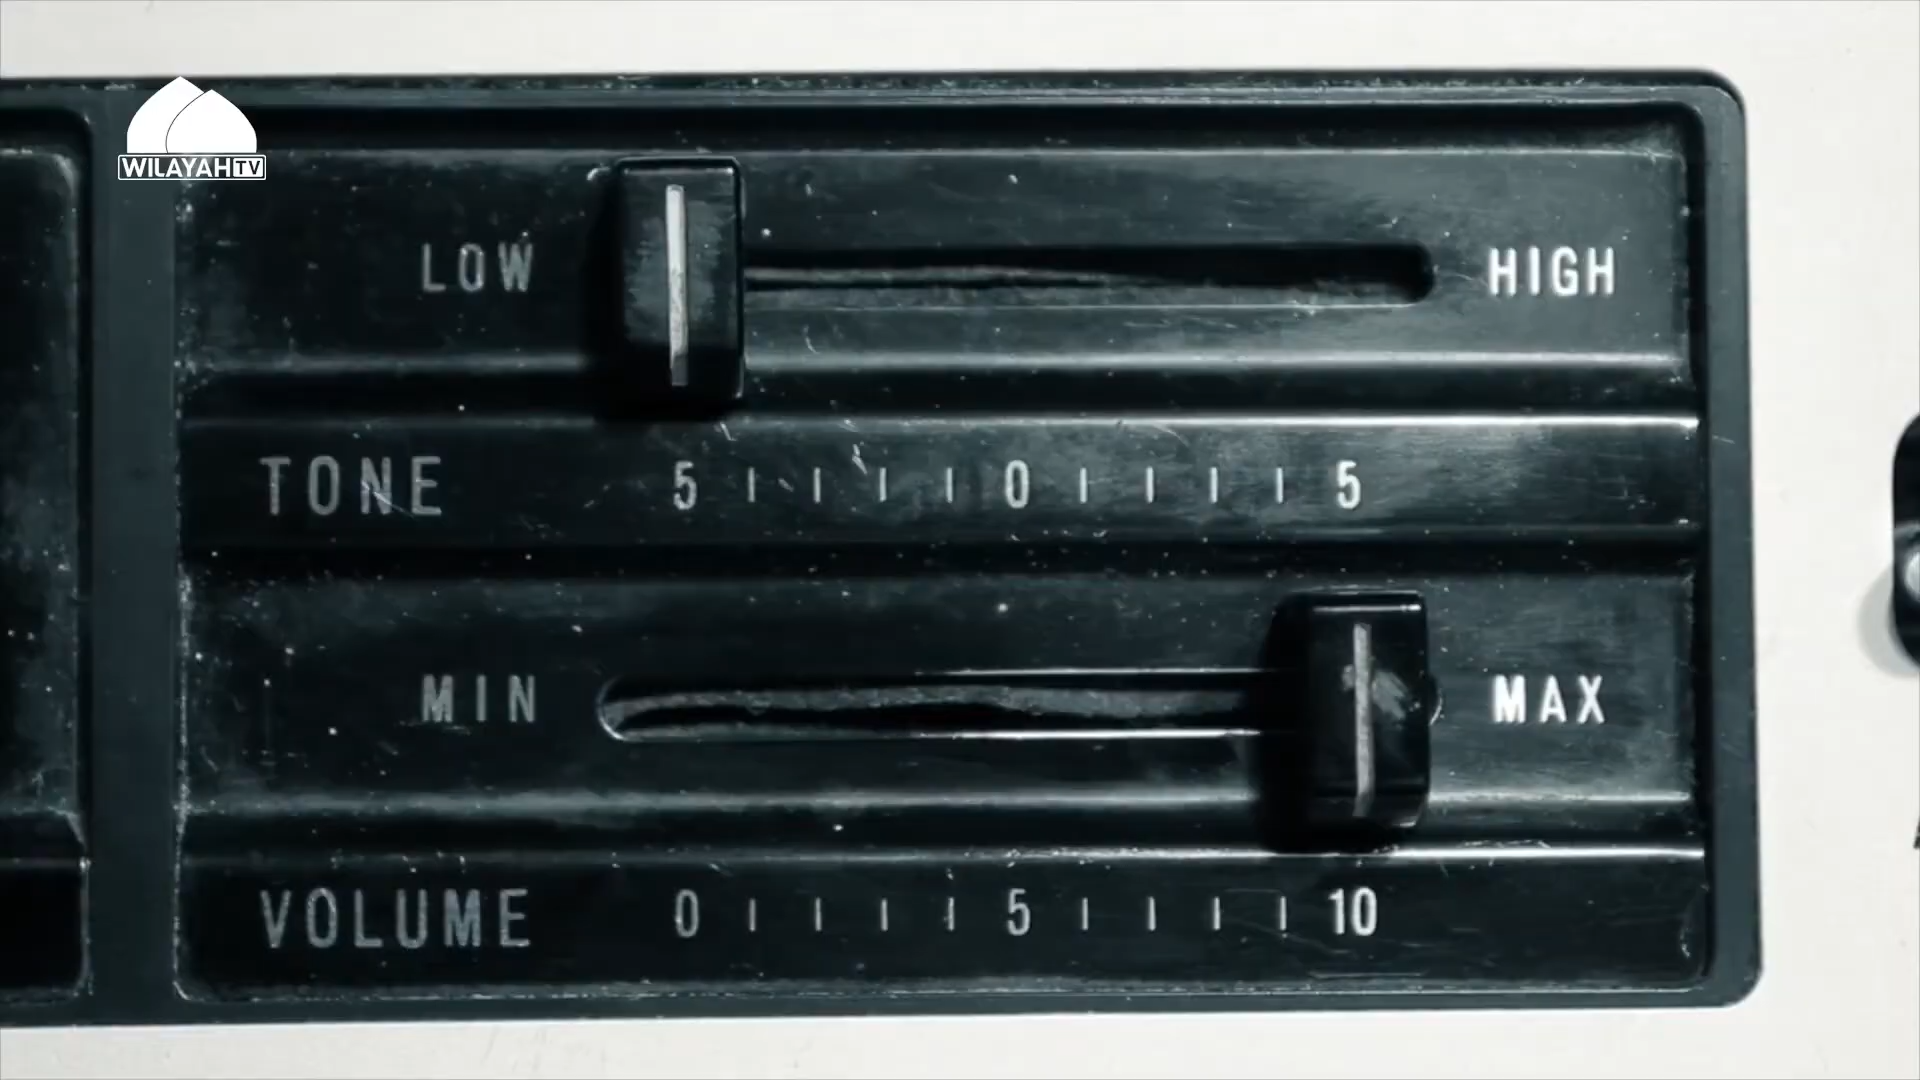 WILAYAH TV
LOW HIGH
TONE 5 0 5
MIN MAX
VOLUME 0 5 10